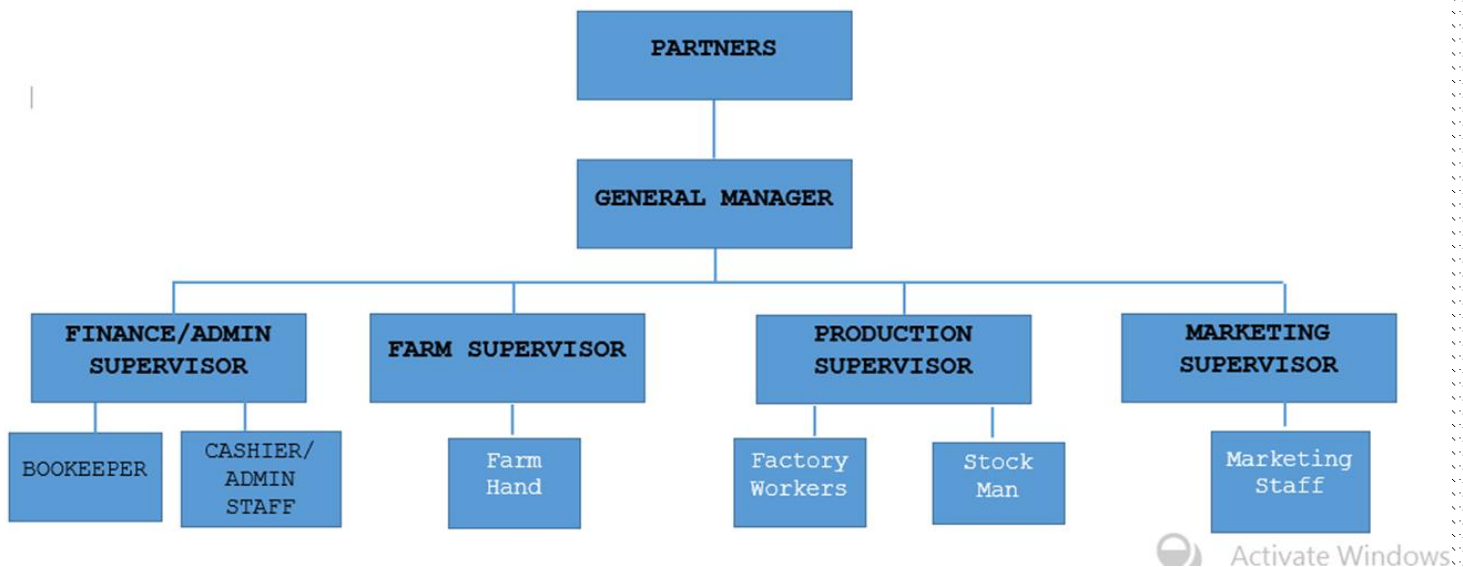 PARTNERS
GENERAL MANAGER
FINANCE/ADMIN
SUPERVISOR
FARM SUPERVISOR
PRODUCTION
SUPERVISOR
MARKETING
SUPERVISOR
BOOKEEPER
CASHIER/
ADMIN
STAFF
Farm
Hand
Factory
Workers
Stock
Man
Marketing
Staff
Activate Windows